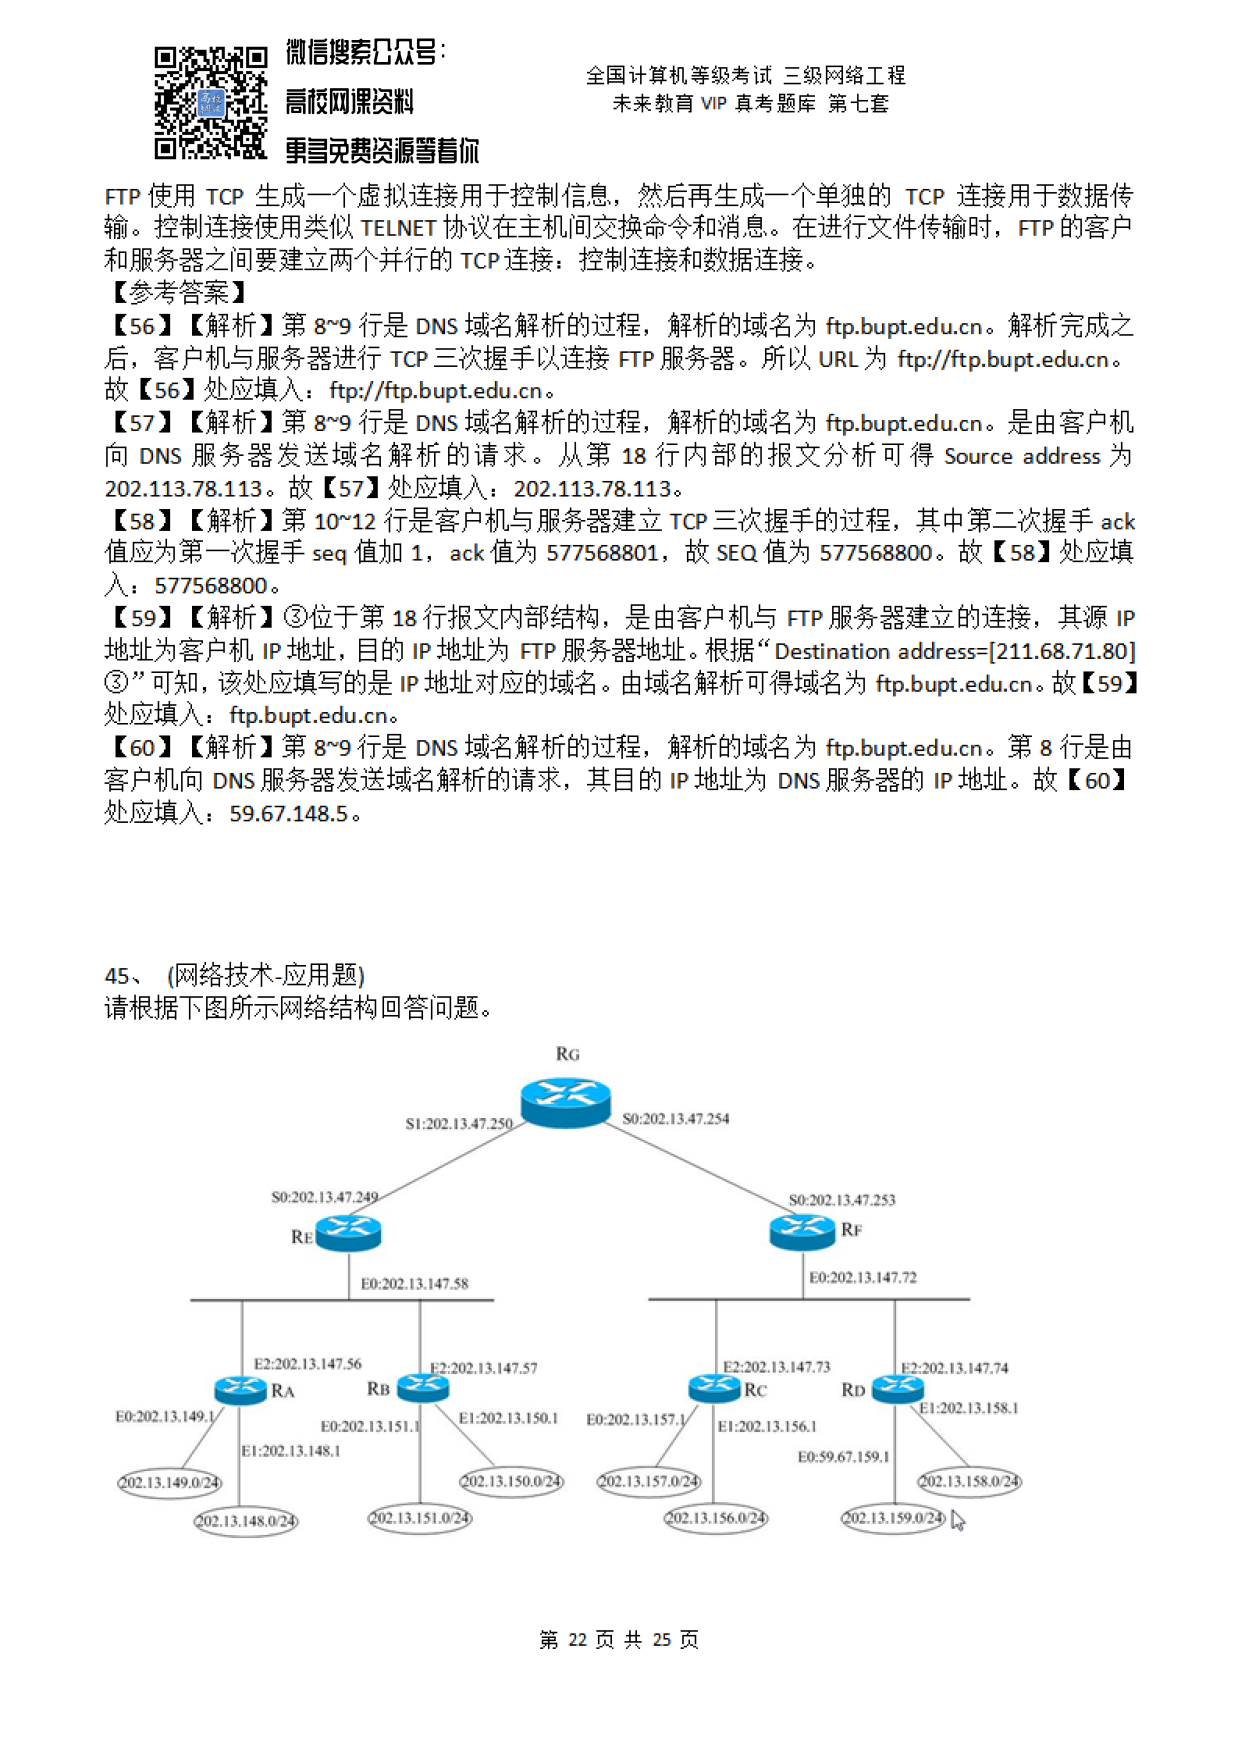 微信搜索公众号：
高校网课资料
更多免费资源等着你
全国计算机等级考试 三级网络工程
未来教育 VIP 真考题库 第七套
FTP 使用 TCP 生成一个虚拟连接用于控制信息，然后再生成一个单独的 TCP 连接用于数据传
输。控制连接使用类似 TELNET 协议在主机间交换命令和消息。在进行文件传输时，FTP 的客户
和服务器之间要建立两个并行的 TCP 连接：控制连接和数据连接。
【参考答案】
【56】【解析】第 8~9 行是 DNS 域名解析的过程，解析的域名为 ftp.bupt.edu.cn。解析完成之
后，客户机与服务器进行 TCP 三次握手以连接 FTP 服务器。所以 URL 为 ftp://ftp.bupt.edu.cn。
故【56】处应填入：ftp://ftp.bupt.edu.cn。
【57】【解析】第 8~9 行是 DNS 域名解析的过程，解析的域名为 ftp.bupt.edu.cn。是由客户机
向 DNS 服务器发送域名解析的请求。从第 18 行内部的报文分析可得 Source address 为
202.113.78.113。故【57】处应填入：202.113.78.113。
【58】【解析】第 10~12 行是客户机与服务器建立 TCP 三次握手的过程，其中第二次握手 ack
值应为第一次握手 seq 值加 1，ack 值为 577568801，故 SEQ 值为 577568800。故【58】处应填
入：577568800。
【59】【解析】③位于第 18 行报文内部结构，是由客户机与 FTP 服务器建立的连接，其源 IP
地址为客户机 IP 地址，目的 IP 地址为 FTP 服务器地址。根据“Destination address=[211.68.71.80]
③”可知，该处应填写的是 IP 地址对应的域名。由域名解析可得域名为 ftp.bupt.edu.cn。故【59】
处应填入：ftp.bupt.edu.cn。
【60】【解析】第 8~9 行是 DNS 域名解析的过程，解析的域名为 ftp.bupt.edu.cn。第 8 行是由
客户机向 DNS 服务器发送域名解析的请求，其目的 IP 地址为 DNS 服务器的 IP 地址。故【60】
处应填入：59.67.148.5。
45、 (网络技术-应用题)
请根据下图所示网络结构回答问题。
RG
S1:202.13.47.250
S0:202.13.47.254
S0:202.13.47.249
S0:202.13.47.253
RE
RF
E0:202.13.147.58
E0:202.13.147.72
E2:202.13.147.56
E2:202.13.147.57
E2:202.13.147.73
E2:202.13.147.74
RA
RB
RC
RD
E0:202.13.149.1
E1:202.13.148.1
E0:202.13.151.1
E1:202.13.150.1
E0:202.13.157.1
E1:202.13.156.1
E1:202.13.158.1
E0:59.67.159.1
202.13.149.0/24
202.13.148.0/24
202.13.151.0/24
202.13.150.0/24
202.13.157.0/24
202.13.156.0/24
202.13.159.0/24
202.13.158.0/24
第 22 页 共 25 页